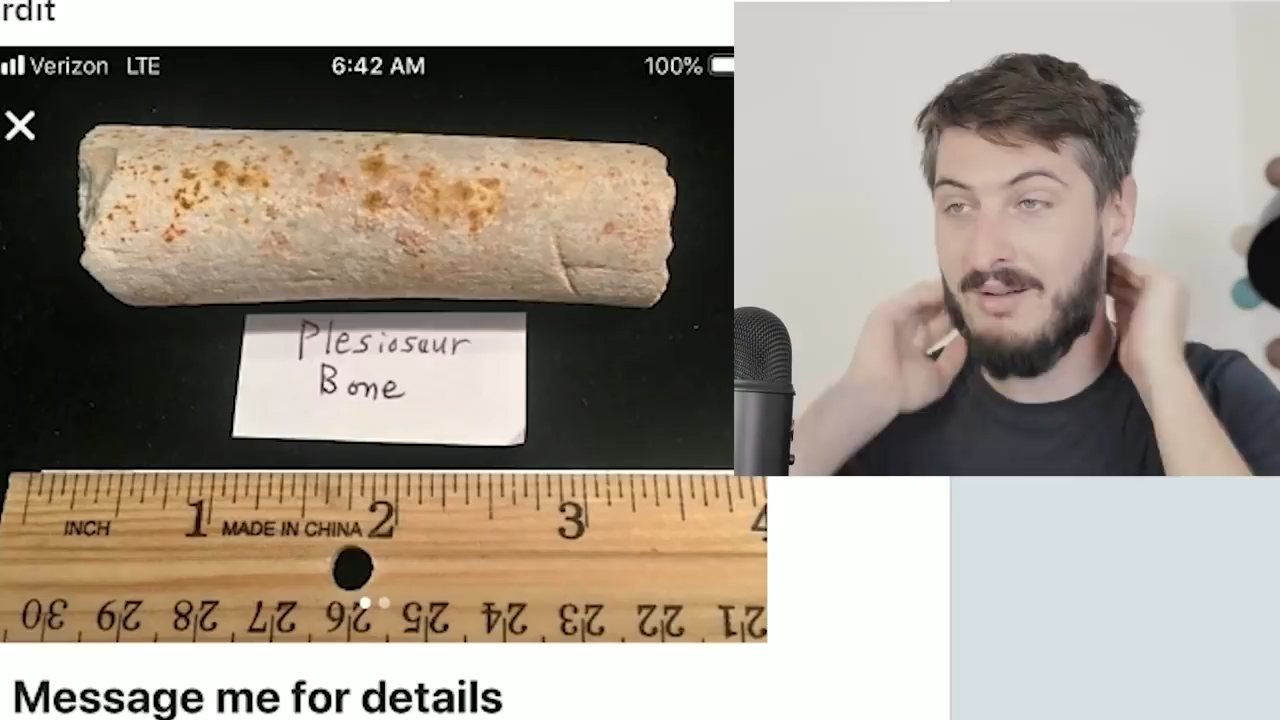 rdit
Verizon LTE
6:42 AM
100%
Plesiosaur
Bone
1 2 3 4
INCH MADE IN CHINA
30 29 28 27 26 25 24 23 22 21
Message me for details